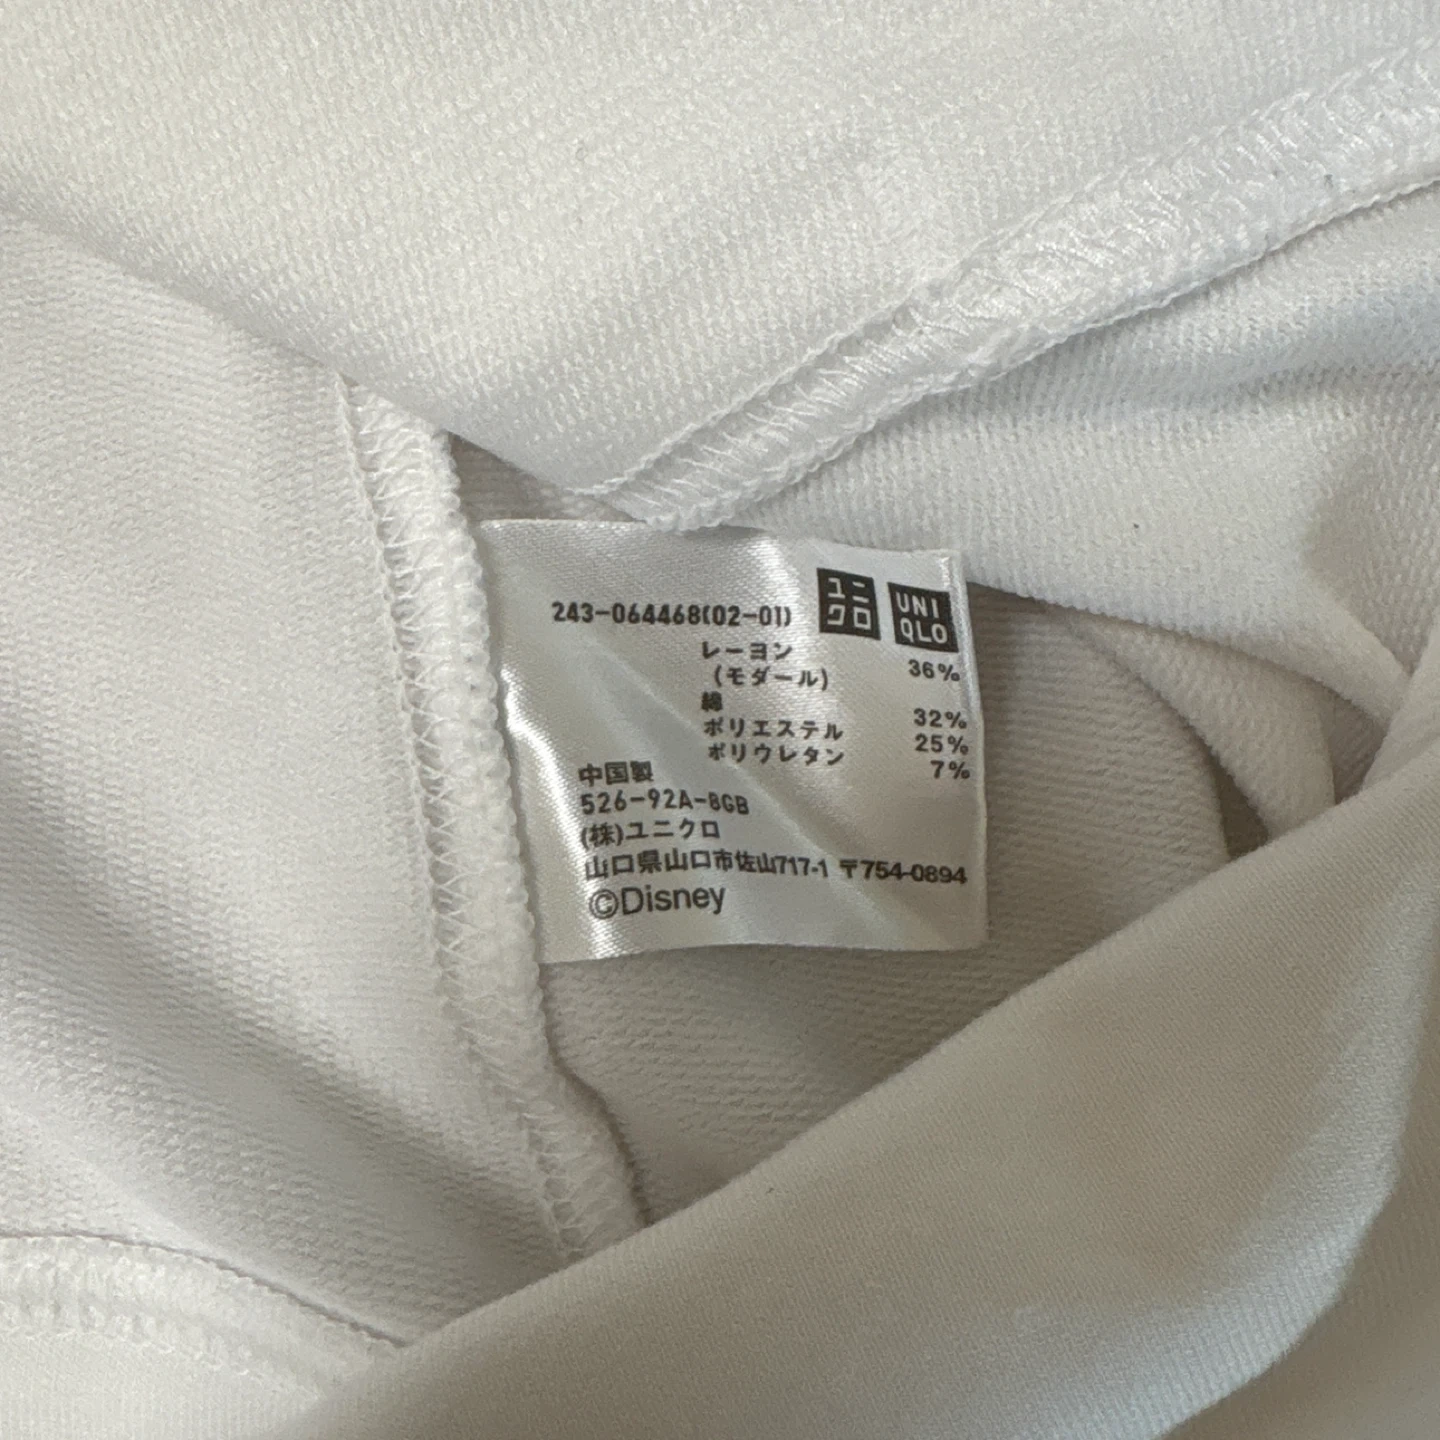 243-064468(02-01)
ユニ
クロ
UNI
QLO
レーヨン 36%
(モダール)
綿 32%
ポリエステル 25%
ポリウレタン 7%
中国製
526-92A-8GB
(株)ユニクロ
山口県山口市佐山717-1 〒754-0894
©Disney